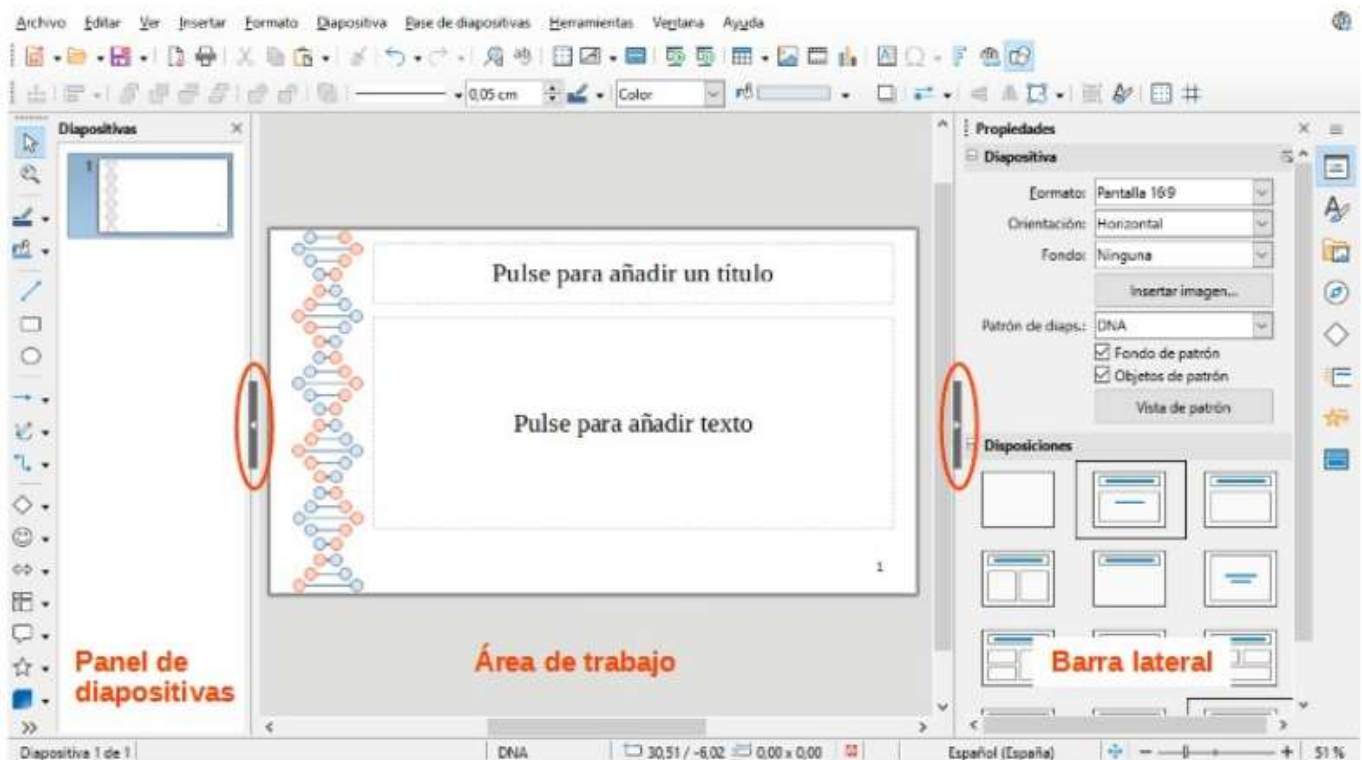 Archivo Editar Ver Insertar Formato Diapositiva Pase de diapositivas Herramientas Ventana Ayuda
0,05 cm Color
Diapositivas
1
Pulse para añadir un título
Pulse para añadir texto
1
Panel de
diapositivas
Área de trabajo
Propiedades
Diapositiva
Formato: Pantalla 16:9
Orientación: Horizontal
Fondo: Ninguna
Insertar imagen...
Patrón de diaps.: DNA
Fondo de patrón
Objetos de patrón
Vista de patrón
Disposiciones
Barra lateral
Diapositiva 1 de 1 DNA 30,51 / -6,02 0,00 x 0,00 Español (España) 51 %